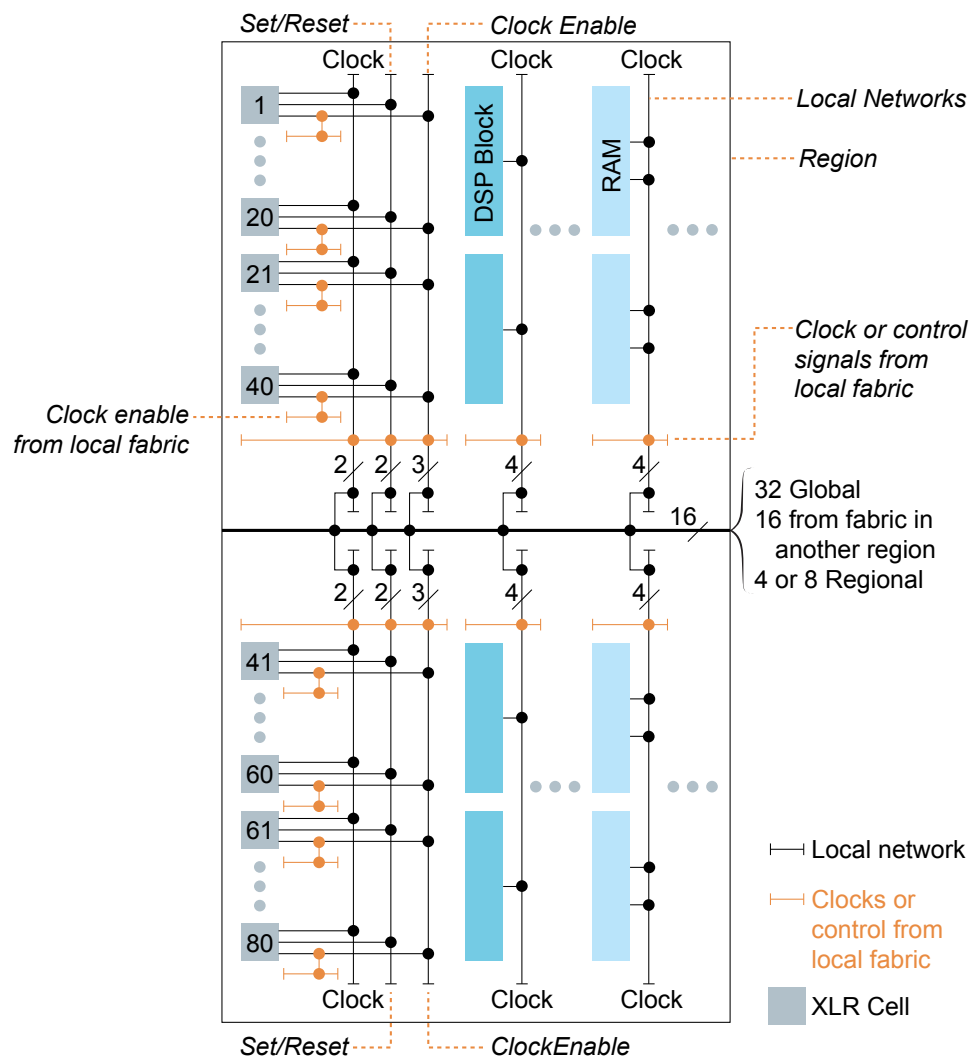 Set/Reset
Clock Enable
Clock
Clock
Clock
1
DSP Block
RAM
Local Networks
Region
20
21
40
Clock enable
from local fabric
Clock or control
signals from
local fabric
2
2
3
4
4
16
32 Global
16 from fabric in
another region
4 or 8 Regional
2
2
3
4
4
41
60
61
80
Clock
Clock
Clock
Set/Reset
ClockEnable
Local network
Clocks or
control from
local fabric
XLR Cell